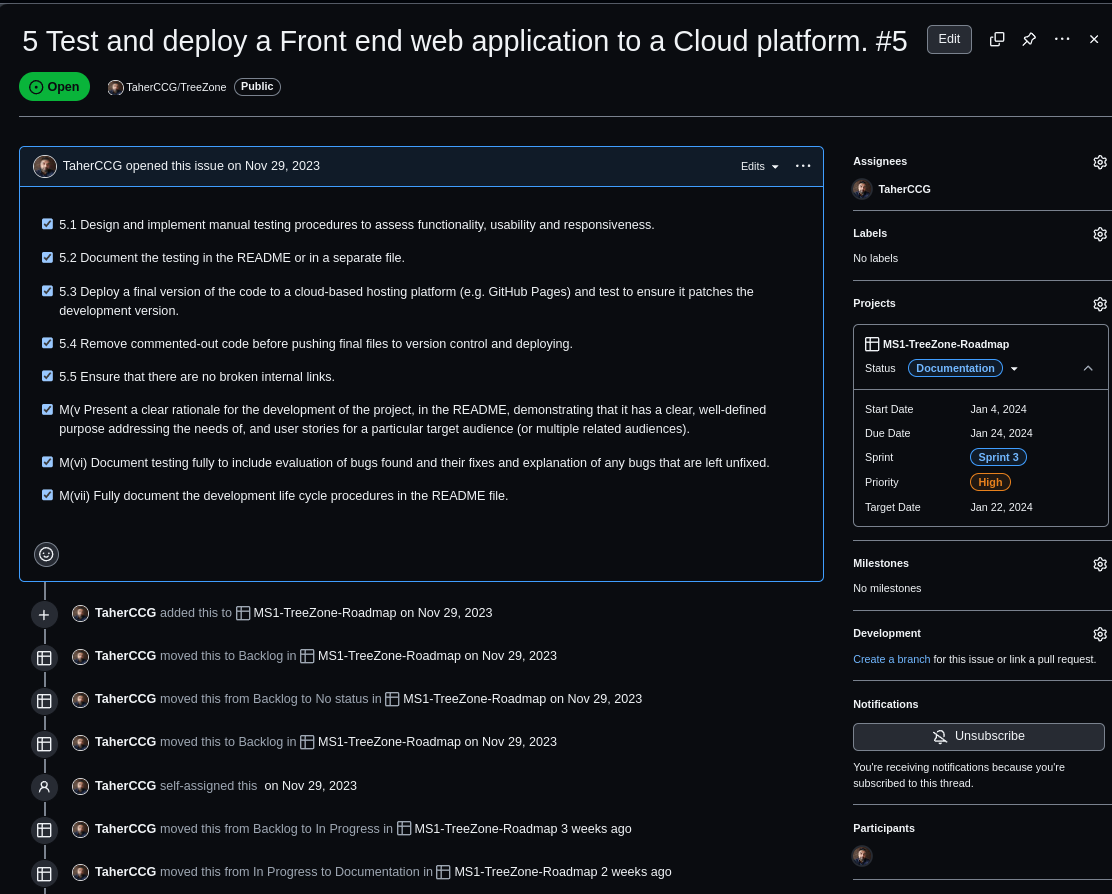 5 Test and deploy a Front end web application to a Cloud platform. #5
Edit
Open
TaherCCG/TreeZone
Public
TaherCCG opened this issue on Nov 29, 2023
Edits
5.1 Design and implement manual testing procedures to assess functionality, usability and responsiveness.
5.2 Document the testing in the README or in a separate file.
5.3 Deploy a final version of the code to a cloud-based hosting platform (e.g. GitHub Pages) and test to ensure it patches the
development version.
5.4 Remove commented-out code before pushing final files to version control and deploying.
5.5 Ensure that there are no broken internal links.
M(v Present a clear rationale for the development of the project, in the README, demonstrating that it has a clear, well-defined
purpose addressing the needs of, and user stories for a particular target audience (or multiple related audiences).
M(vi) Document testing fully to include evaluation of bugs found and their fixes and explanation of any bugs that are left unfixed.
M(vii) Fully document the development life cycle procedures in the README file.
TaherCCG added this to MS1-TreeZone-Roadmap on Nov 29, 2023
TaherCCG moved this to Backlog in MS1-TreeZone-Roadmap on Nov 29, 2023
TaherCCG moved this from Backlog to No status in MS1-TreeZone-Roadmap on Nov 29, 2023
TaherCCG moved this to Backlog in MS1-TreeZone-Roadmap on Nov 29, 2023
TaherCCG self-assigned this on Nov 29, 2023
TaherCCG moved this from Backlog to In Progress in MS1-TreeZone-Roadmap 3 weeks ago
TaherCCG moved this from In Progress to Documentation in MS1-TreeZone-Roadmap 2 weeks ago
Assignees
TaherCCG
Labels
No labels
Projects
MS1-TreeZone-Roadmap
Status Documentation
Start Date Jan 4, 2024
Due Date Jan 24, 2024
Sprint Sprint 3
Priority High
Target Date Jan 22, 2024
Milestones
No milestones
Development
Create a branch for this issue or link a pull request.
Notifications
Unsubscribe
You're receiving notifications because you're
subscribed to this thread.
Participants